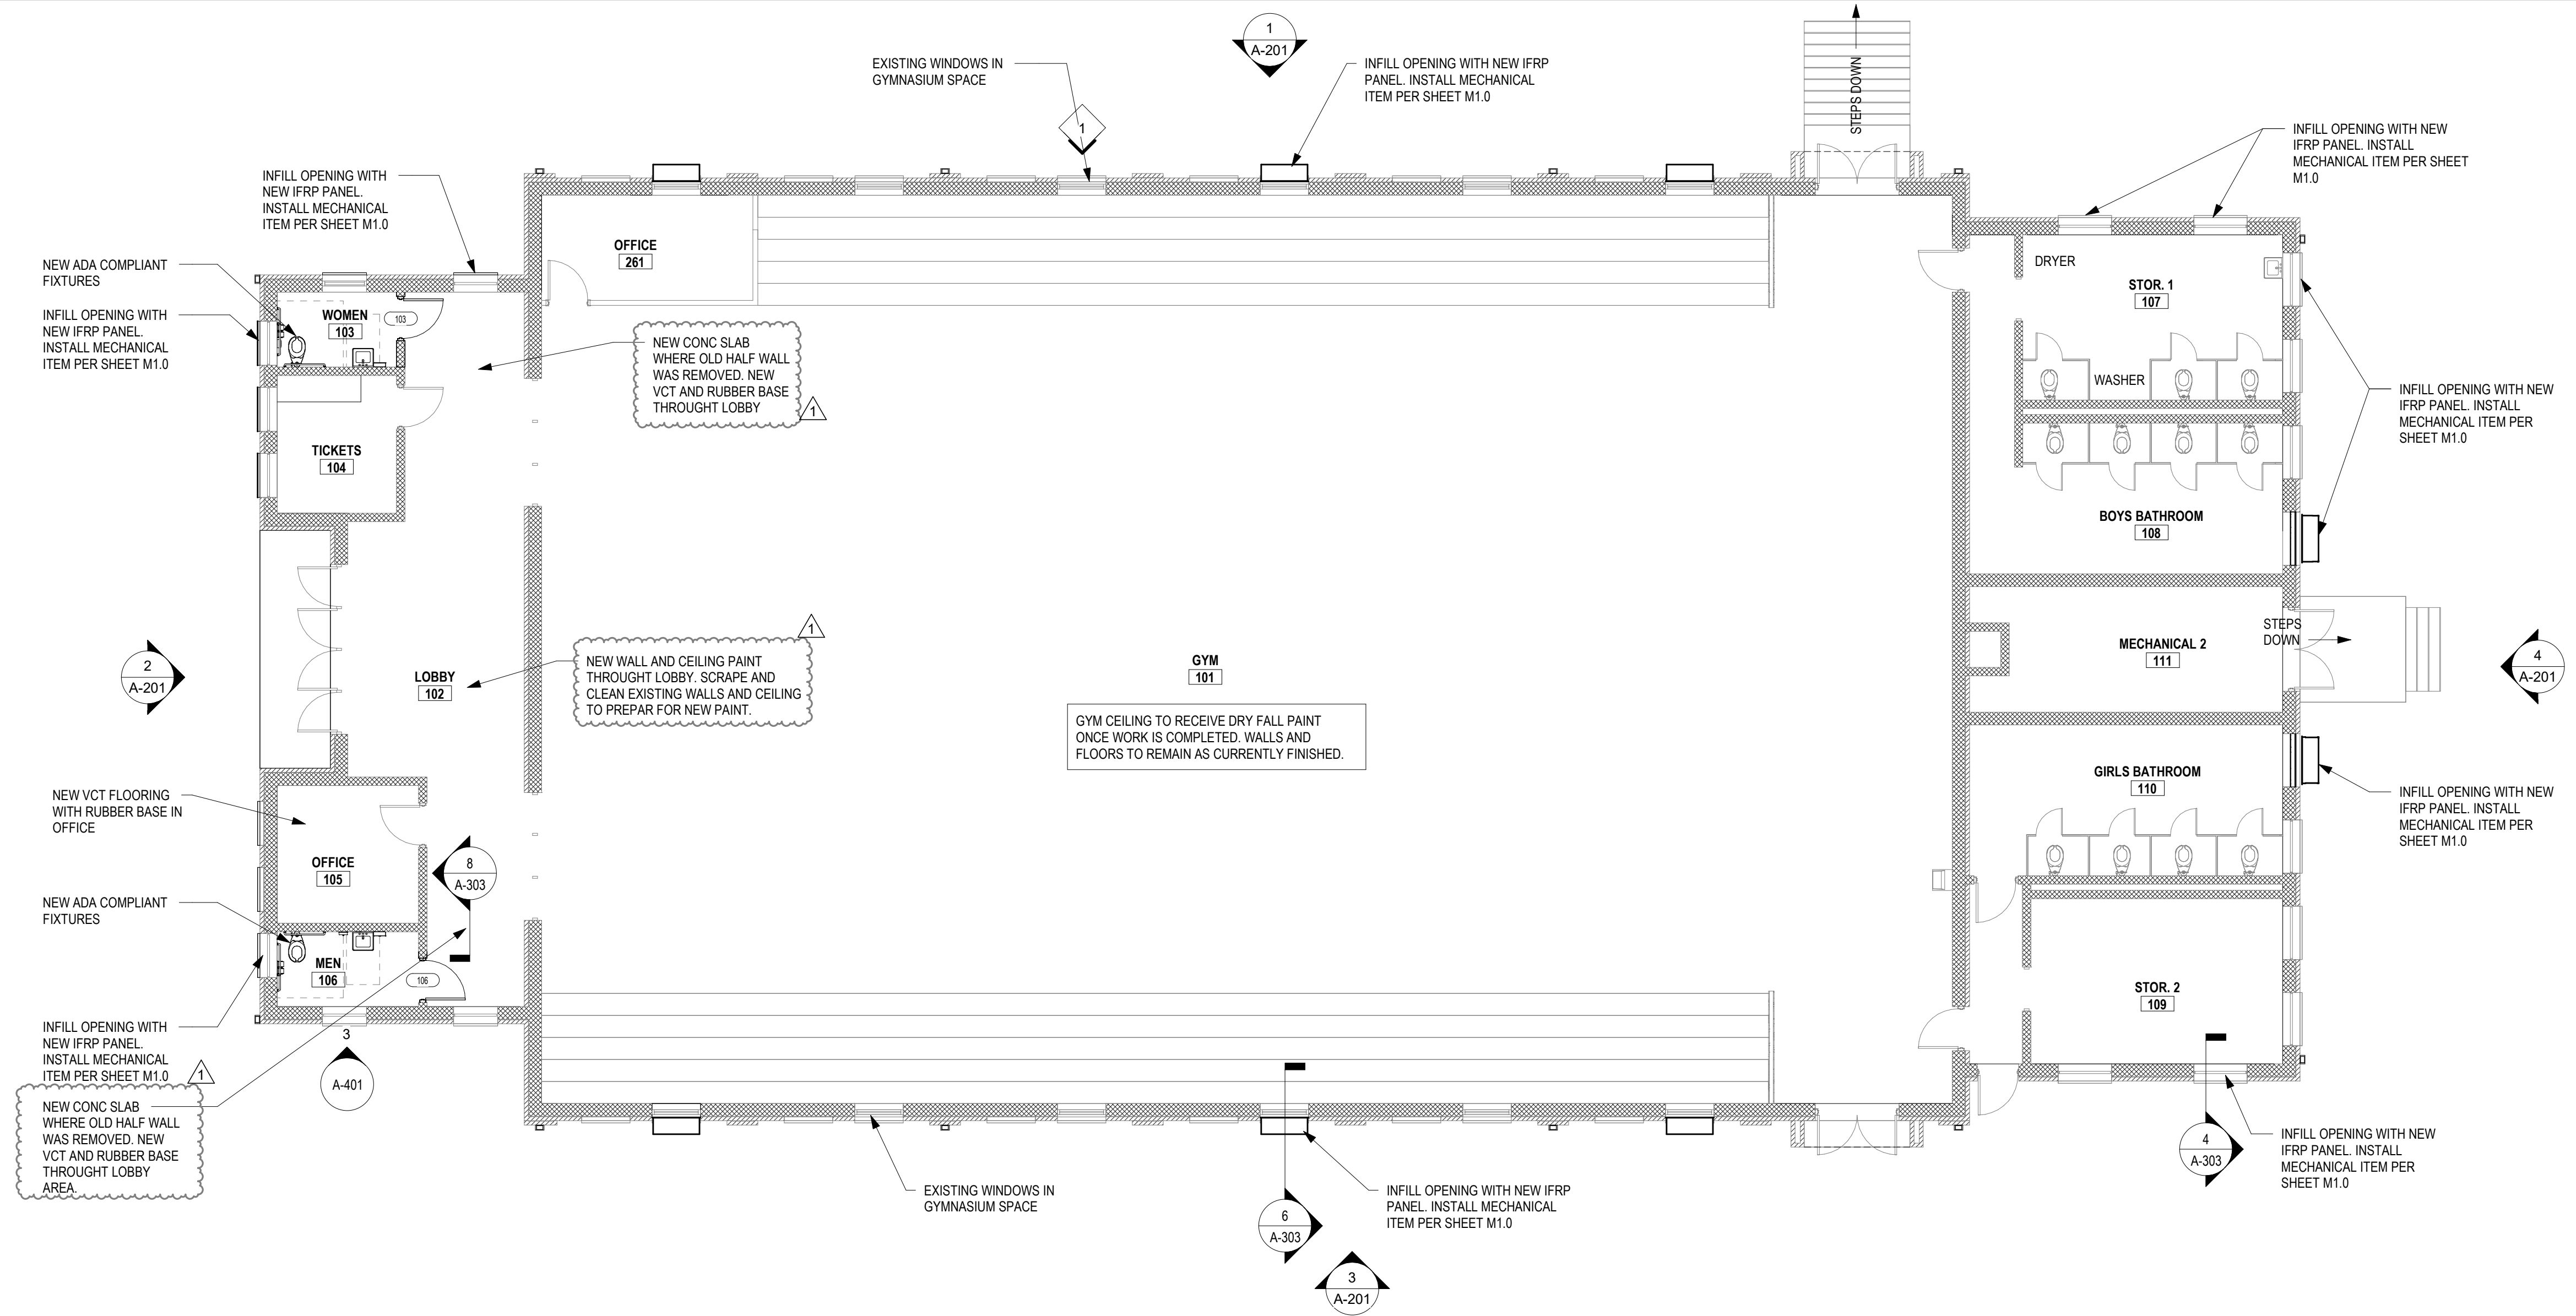 1
A-201
EXISTING WINDOWS IN
GYMNASIUM SPACE
INFILL OPENING WITH NEW IFRP
PANEL. INSTALL MECHANICAL
ITEM PER SHEET M1.0
STEPS DOWN
1
INFILL OPENING WITH NEW
IFRP PANEL. INSTALL
MECHANICAL ITEM PER SHEET
M1.0
INFILL OPENING WITH
NEW IFRP PANEL.
INSTALL MECHANICAL
ITEM PER SHEET M1.0
OFFICE
261
NEW ADA COMPLIANT
FIXTURES
INFILL OPENING WITH
NEW IFRP PANEL.
INSTALL MECHANICAL
ITEM PER SHEET M1.0
WOMEN
103
103
DRYER
STOR. 1
107
NEW CONC SLAB
WHERE OLD HALF WALL
WAS REMOVED. NEW
VCT AND RUBBER BASE
THROUGHT LOBBY
1
WASHER
INFILL OPENING WITH NEW
IFRP PANEL. INSTALL
MECHANICAL ITEM PER
SHEET M1.0
TICKETS
104
BOYS BATHROOM
108
2
A-201
LOBBY
102
1
NEW WALL AND CEILING PAINT
THROUGHT LOBBY. SCRAPE AND
CLEAN EXISTING WALLS AND CEILING
TO PREPAR FOR NEW PAINT.
GYM
101
GYM CEILING TO RECEIVE DRY FALL PAINT
ONCE WORK IS COMPLETED. WALLS AND
FLOORS TO REMAIN AS CURRENTLY FINISHED.
MECHANICAL 2
111
STEPS
DOWN
4
A-201
NEW VCT FLOORING
WITH RUBBER BASE IN
OFFICE
GIRLS BATHROOM
110
INFILL OPENING WITH NEW
IFRP PANEL. INSTALL
MECHANICAL ITEM PER
SHEET M1.0
OFFICE
105
8
A-303
NEW ADA COMPLIANT
FIXTURES
MEN
106
106
STOR. 2
109
INFILL OPENING WITH
NEW IFRP PANEL.
INSTALL MECHANICAL
ITEM PER SHEET M1.0
1
3
A-401
NEW CONC SLAB
WHERE OLD HALF WALL
WAS REMOVED. NEW
VCT AND RUBBER BASE
THROUGHT LOBBY
AREA.
EXISTING WINDOWS IN
GYMNASIUM SPACE
6
A-303
INFILL OPENING WITH NEW IFRP
PANEL. INSTALL MECHANICAL
ITEM PER SHEET M1.0
3
A-201
4
A-303
INFILL OPENING WITH NEW
IFRP PANEL. INSTALL
MECHANICAL ITEM PER
SHEET M1.0